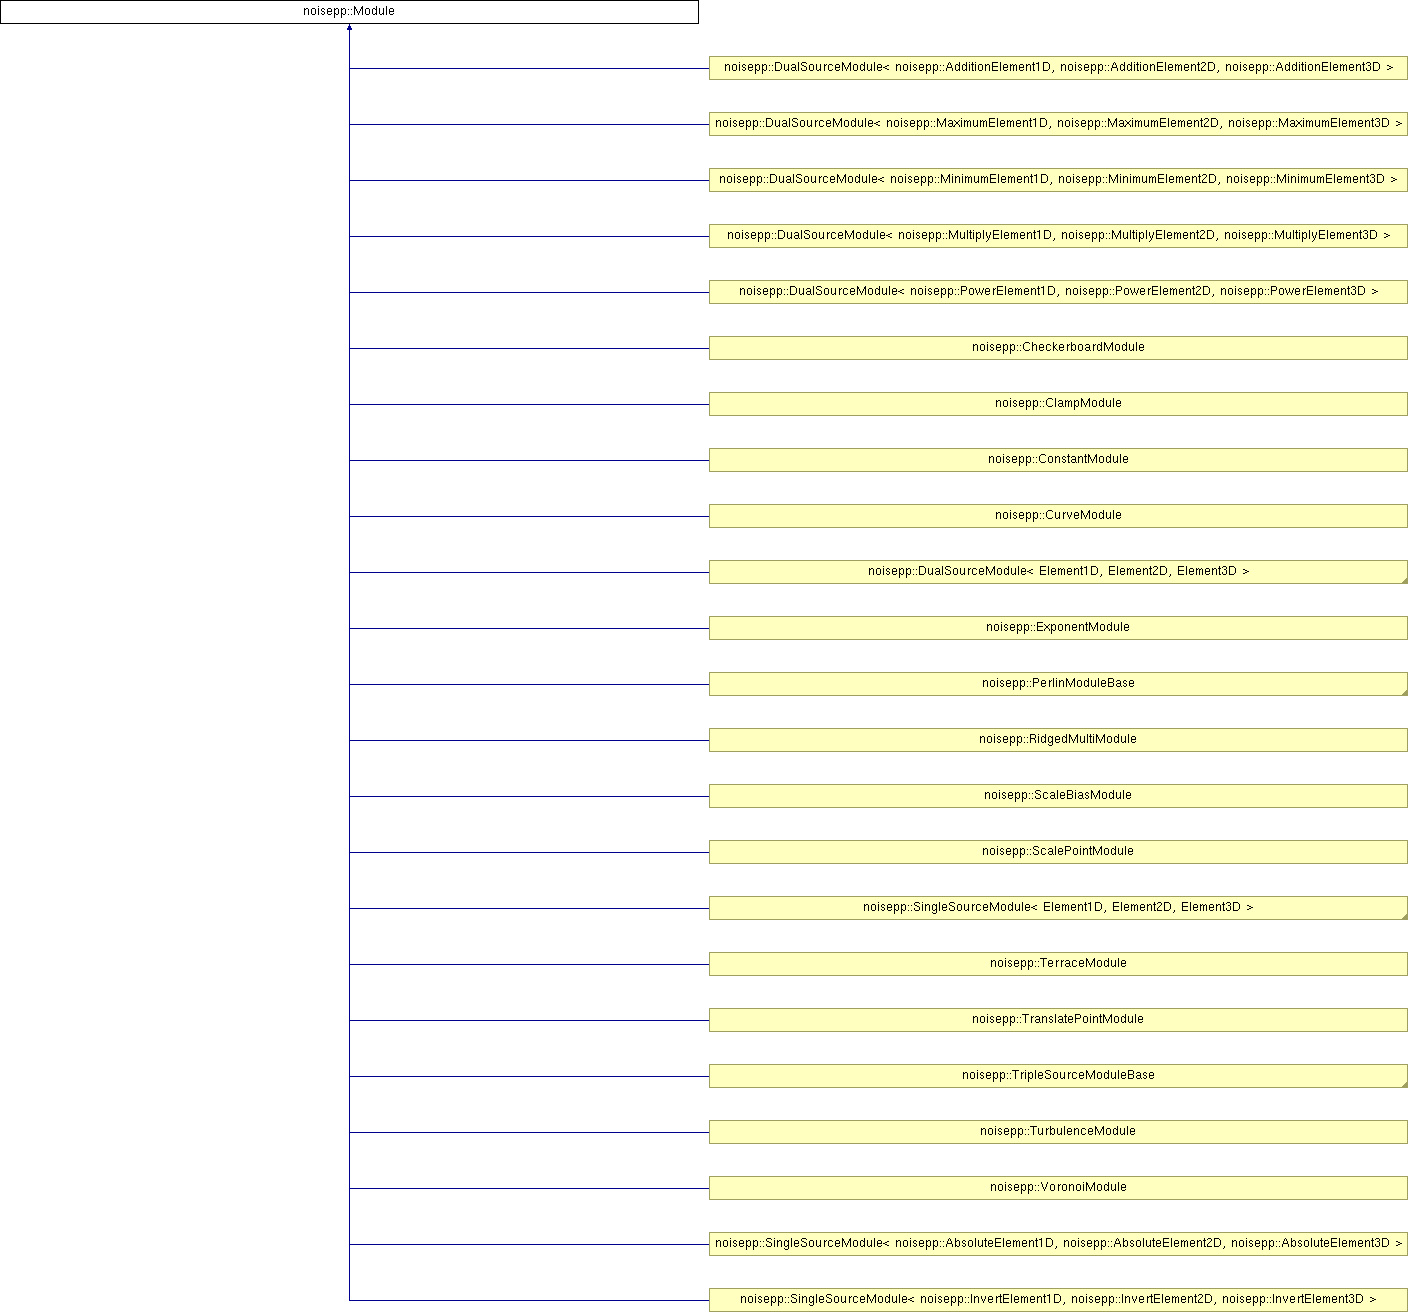 noisepp::Module
noisepp::DualSourceModule< noisepp::AdditionElement1D, noisepp::AdditionElement2D, noisepp::AdditionElement3D >
noisepp::DualSourceModule< noisepp::MaximumElement1D, noisepp::MaximumElement2D, noisepp::MaximumElement3D >
noisepp::DualSourceModule< noisepp::MinimumElement1D, noisepp::MinimumElement2D, noisepp::MinimumElement3D >
noisepp::DualSourceModule< noisepp::MultiplyElement1D, noisepp::MultiplyElement2D, noisepp::MultiplyElement3D >
noisepp::DualSourceModule< noisepp::PowerElement1D, noisepp::PowerElement2D, noisepp::PowerElement3D >
noisepp::CheckerboardModule
noisepp::ClampModule
noisepp::ConstantModule
noisepp::CurveModule
noisepp::DualSourceModule< Element1D, Element2D, Element3D >
noisepp::ExponentModule
noisepp::PerlinModuleBase
noisepp::RidgedMultiModule
noisepp::ScaleBiasModule
noisepp::ScalePointModule
noisepp::SingleSourceModule< Element1D, Element2D, Element3D >
noisepp::TerraceModule
noisepp::TranslatePointModule
noisepp::TripleSourceModuleBase
noisepp::TurbulenceModule
noisepp::VoronoiModule
noisepp::SingleSourceModule< noisepp::AbsoluteElement1D, noisepp::AbsoluteElement2D, noisepp::AbsoluteElement3D >
noisepp::SingleSourceModule< noisepp::InvertElement1D, noisepp::InvertElement2D, noisepp::InvertElement3D >